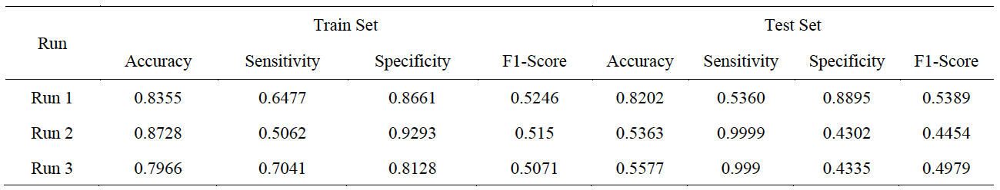 Run Train Set Test Set
Accuracy Sensitivity Specificity F1-Score Accuracy Sensitivity Specificity F1-Score
Run 1 0.8355 0.6477 0.8661 0.5246 0.8202 0.5360 0.8895 0.5389
Run 2 0.8728 0.5062 0.9293 0.515 0.5363 0.9999 0.4302 0.4454
Run 3 0.7966 0.7041 0.8128 0.5071 0.5577 0.999 0.4335 0.4979